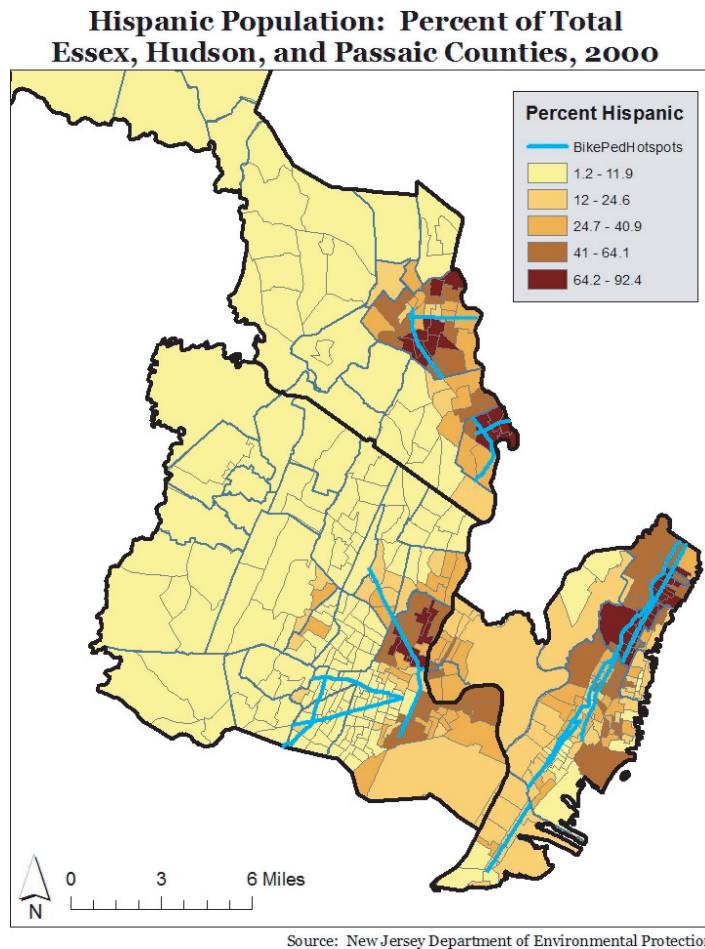 Hispanic Population: Percent of Total
Essex, Hudson, and Passaic Counties, 2000
Percent Hispanic
BikePedHotspots
1.2 - 11.9
12 - 24.6
24.7 - 40.9
41 - 64.1
64.2 - 92.4
0 3 6 Miles
N
Source: New Jersey Department of Environmental Protectio